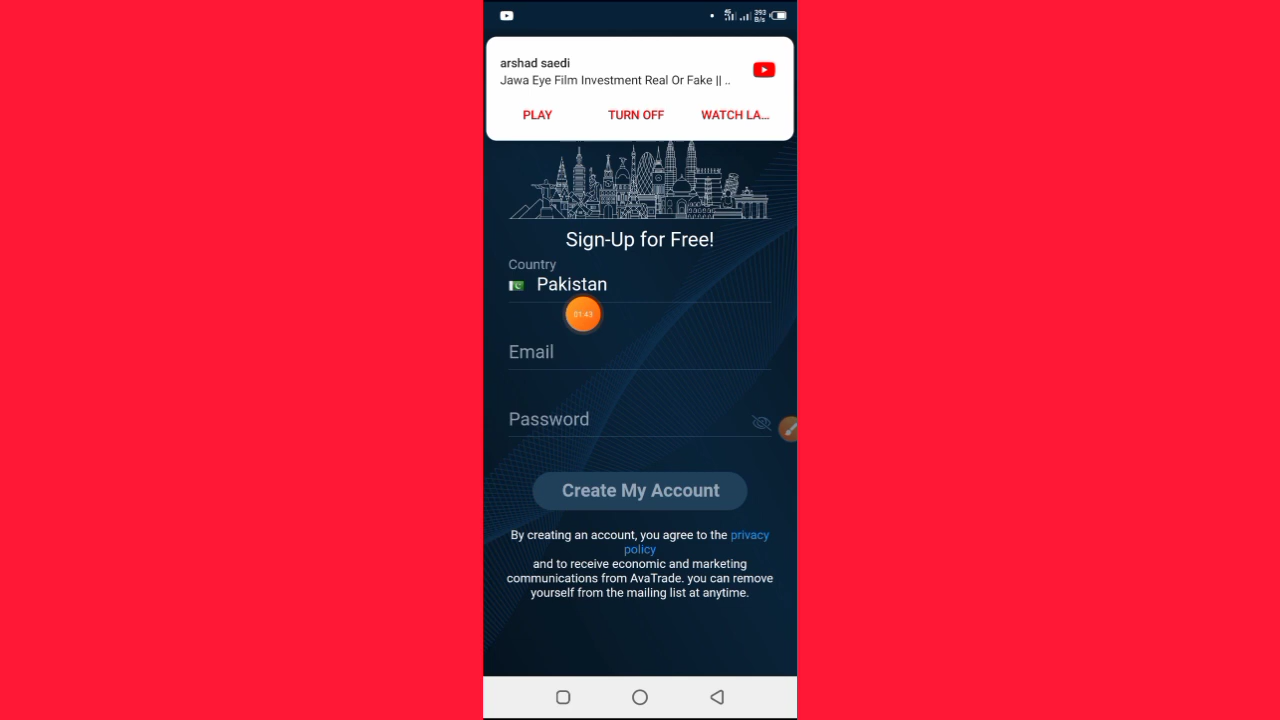 393
B/s
arshad saedi
Jawa Eye Film Investment Real Or Fake || ..
PLAY TURN OFF WATCH LA...
Sign-Up for Free!
Country
Pakistan
01:43
Email
Password
Create My Account
By creating an account, you agree to the privacy
policy
and to receive economic and marketing
communications from AvaTrade. you can remove
yourself from the mailing list at anytime.